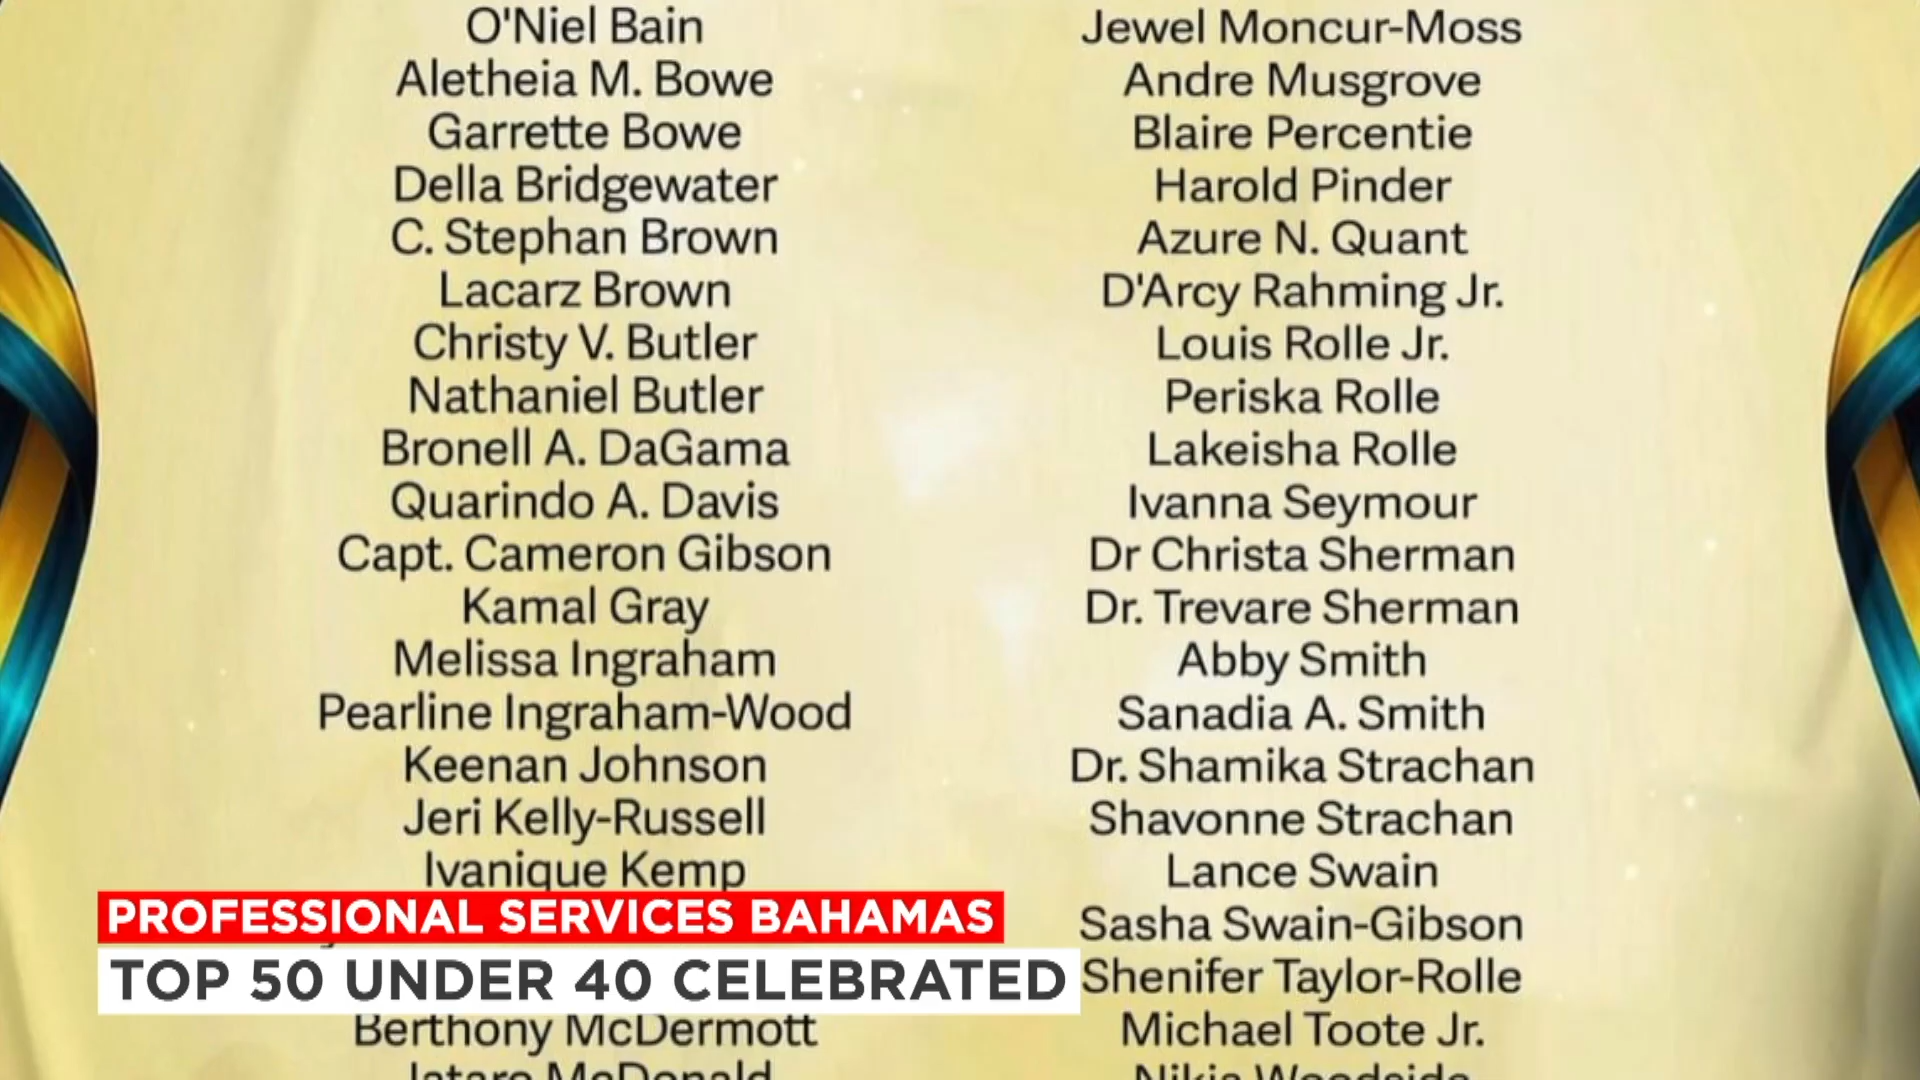 O'Niel Bain
Aletheia M. Bowe
Garrette Bowe
Della Bridgewater
C. Stephan Brown
Lacarz Brown
Christy V. Butler
Nathaniel Butler
Bronell A. DaGama
Quarindo A. Davis
Capt. Cameron Gibson
Kamal Gray
Melissa Ingraham
Pearline Ingraham-Wood
Keenan Johnson
Jeri Kelly-Russell
Ivanique Kemp
Berthony McDermott
McDonald
Jewel Moncur-Moss
Andre Musgrove
Blaire Percentie
Harold Pinder
Azure N. Quant
D'Arcy Rahming Jr.
Louis Rolle Jr.
Periska Rolle
Lakeisha Rolle
Ivanna Seymour
Dr Christa Sherman
Dr. Trevare Sherman
Abby Smith
Sanadia A. Smith
Dr. Shamika Strachan
Shavonne Strachan
Lance Swain
Sasha Swain-Gibson
Shenifer Taylor-Rolle
Michael Toote Jr.
Nikia Woodside
PROFESSIONAL SERVICES BAHAMAS
TOP 50 UNDER 40 CELEBRATED